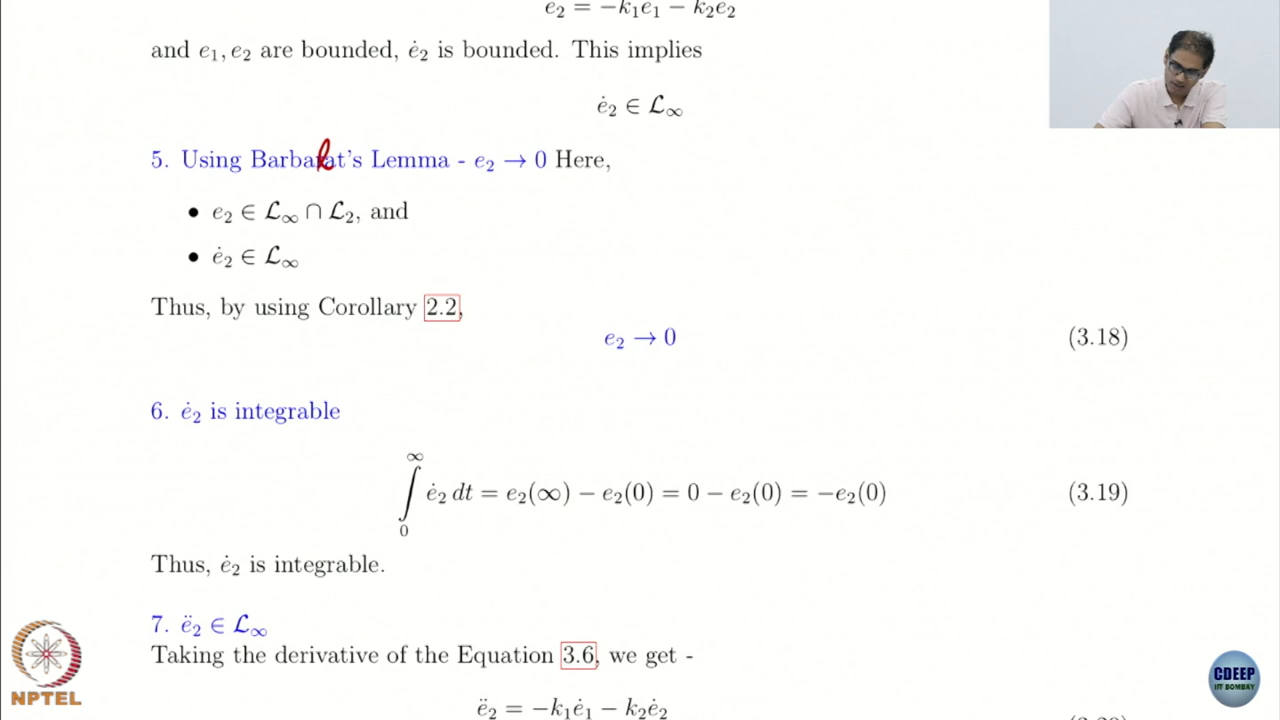 ė₂ = −k₁e₁ − k₂e₂
and e₁, e₂ are bounded, ė₂ is bounded. This implies
ė₂ ∈ ℒ∞
5. Using Barbalat's Lemma - e₂ → 0 Here,
• e₂ ∈ ℒ∞ ∩ ℒ₂, and
• ė₂ ∈ ℒ∞
Thus, by using Corollary 2.2,
e₂ → 0 (3.18)
6. ė₂ is integrable
∫₀^∞ ė₂ dt = e₂(∞) − e₂(0) = 0 − e₂(0) = −e₂(0) (3.19)
Thus, ė₂ is integrable.
7. ë₂ ∈ ℒ∞
Taking the derivative of the Equation 3.6, we get -
ë₂ = −k₁ė₁ − k₂ė₂
NPTEL
CDEEP
IIT BOMBAY